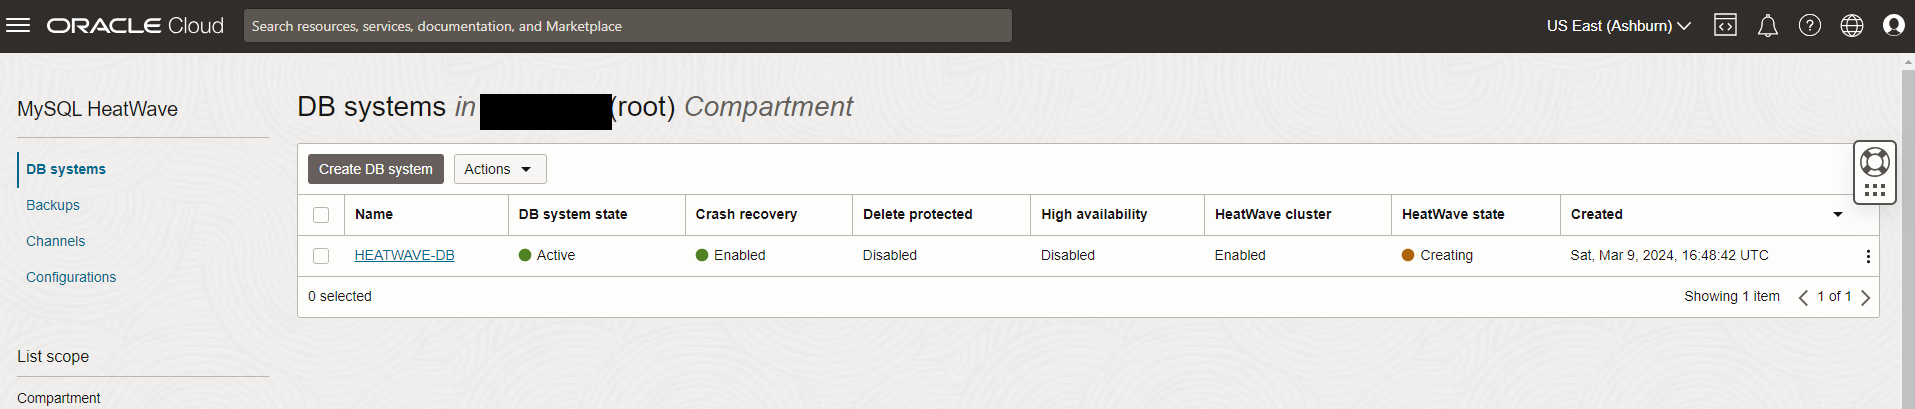 ORACLE Cloud
Search resources, services, documentation, and Marketplace
US East (Ashburn)
MySQL HeatWave
DB systems
Backups
Channels
Configurations
List scope
Compartment
DB systems in (root) Compartment
Create DB system
Actions
Name DB system state Crash recovery Delete protected High availability HeatWave cluster HeatWave state Created
HEATWAVE-DB Active Enabled Disabled Disabled Enabled Creating Sat, Mar 9, 2024, 16:48:42 UTC
0 selected
Showing 1 item 1 of 1